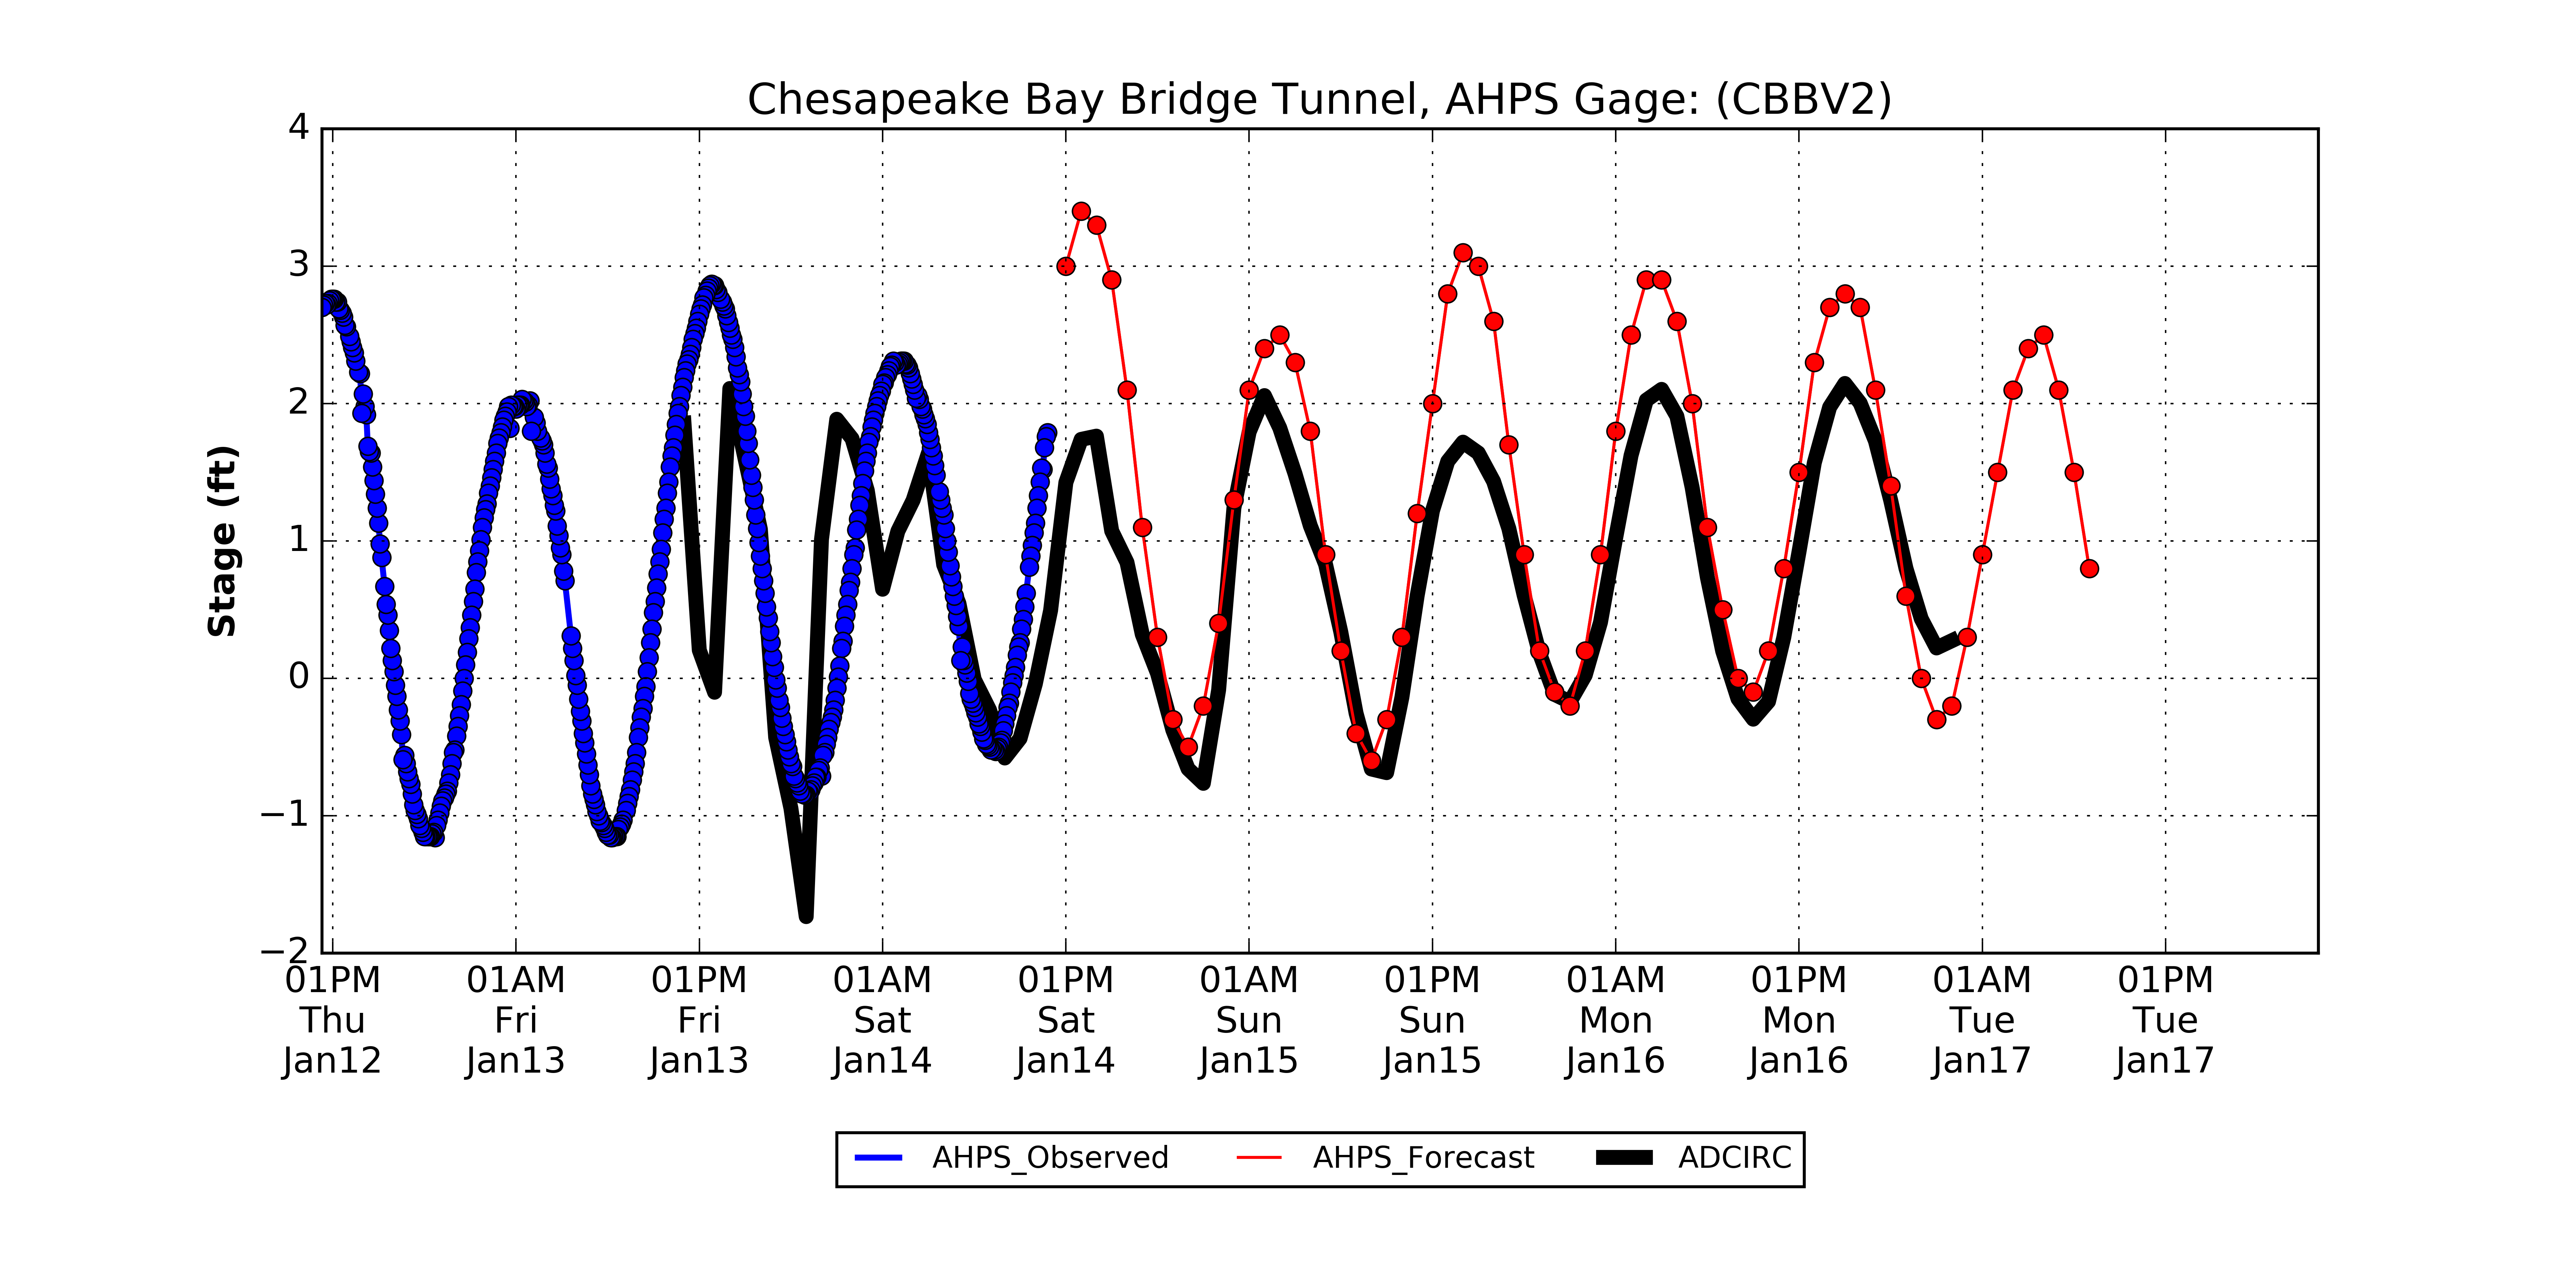 Chesapeake Bay Bridge Tunnel, AHPS Gage: (CBBV2)
4
3
2
1
0
−1
−2
Stage (ft)
01PM 01AM 01PM 01AM 01PM 01AM 01PM 01AM 01PM 01AM 01PM
Thu Fri Fri Sat Sat Sun Sun Mon Mon Tue Tue
Jan12 Jan13 Jan13 Jan14 Jan14 Jan15 Jan15 Jan16 Jan16 Jan17 Jan17
AHPS_Observed AHPS_Forecast ADCIRC